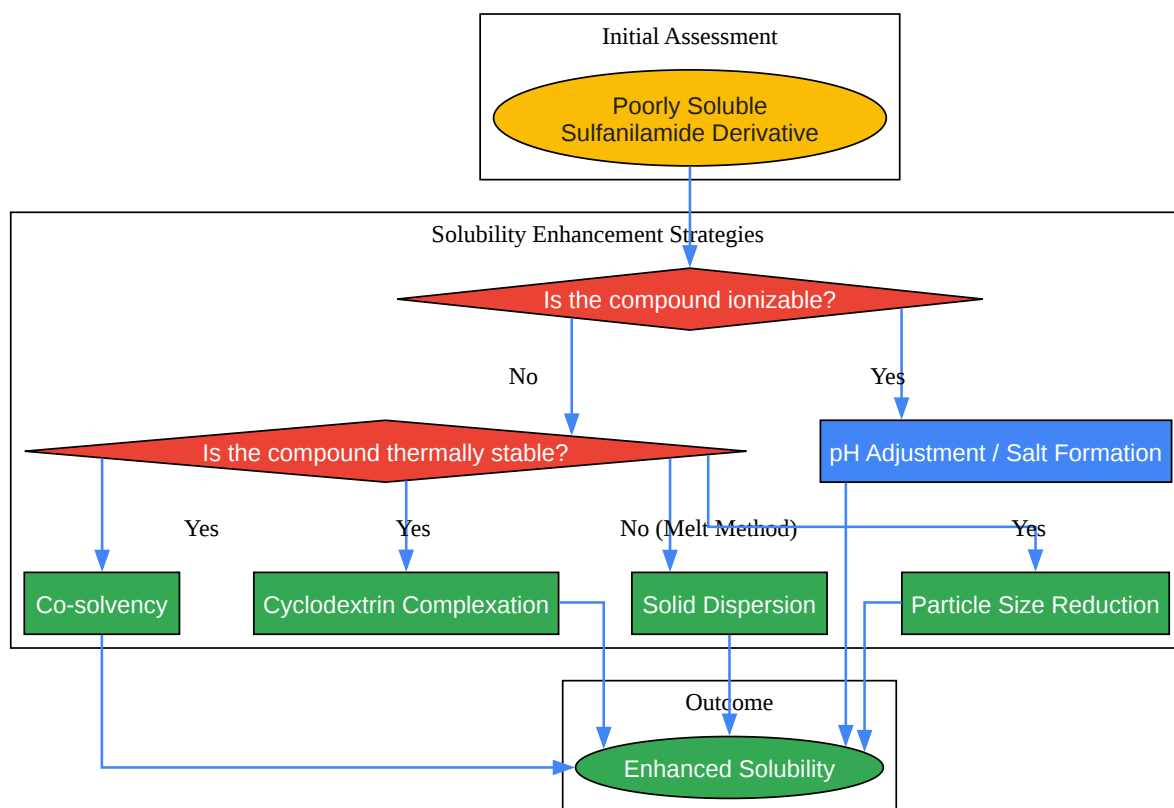 Initial Assessment
Poorly Soluble
Sulfanilamide Derivative
Solubility Enhancement Strategies
Is the compound ionizable?
No
Yes
Is the compound thermally stable?
pH Adjustment / Salt Formation
Yes
Yes
No (Melt Method)
Yes
Co-solvency
Cyclodextrin Complexation
Solid Dispersion
Particle Size Reduction
Outcome
Enhanced Solubility